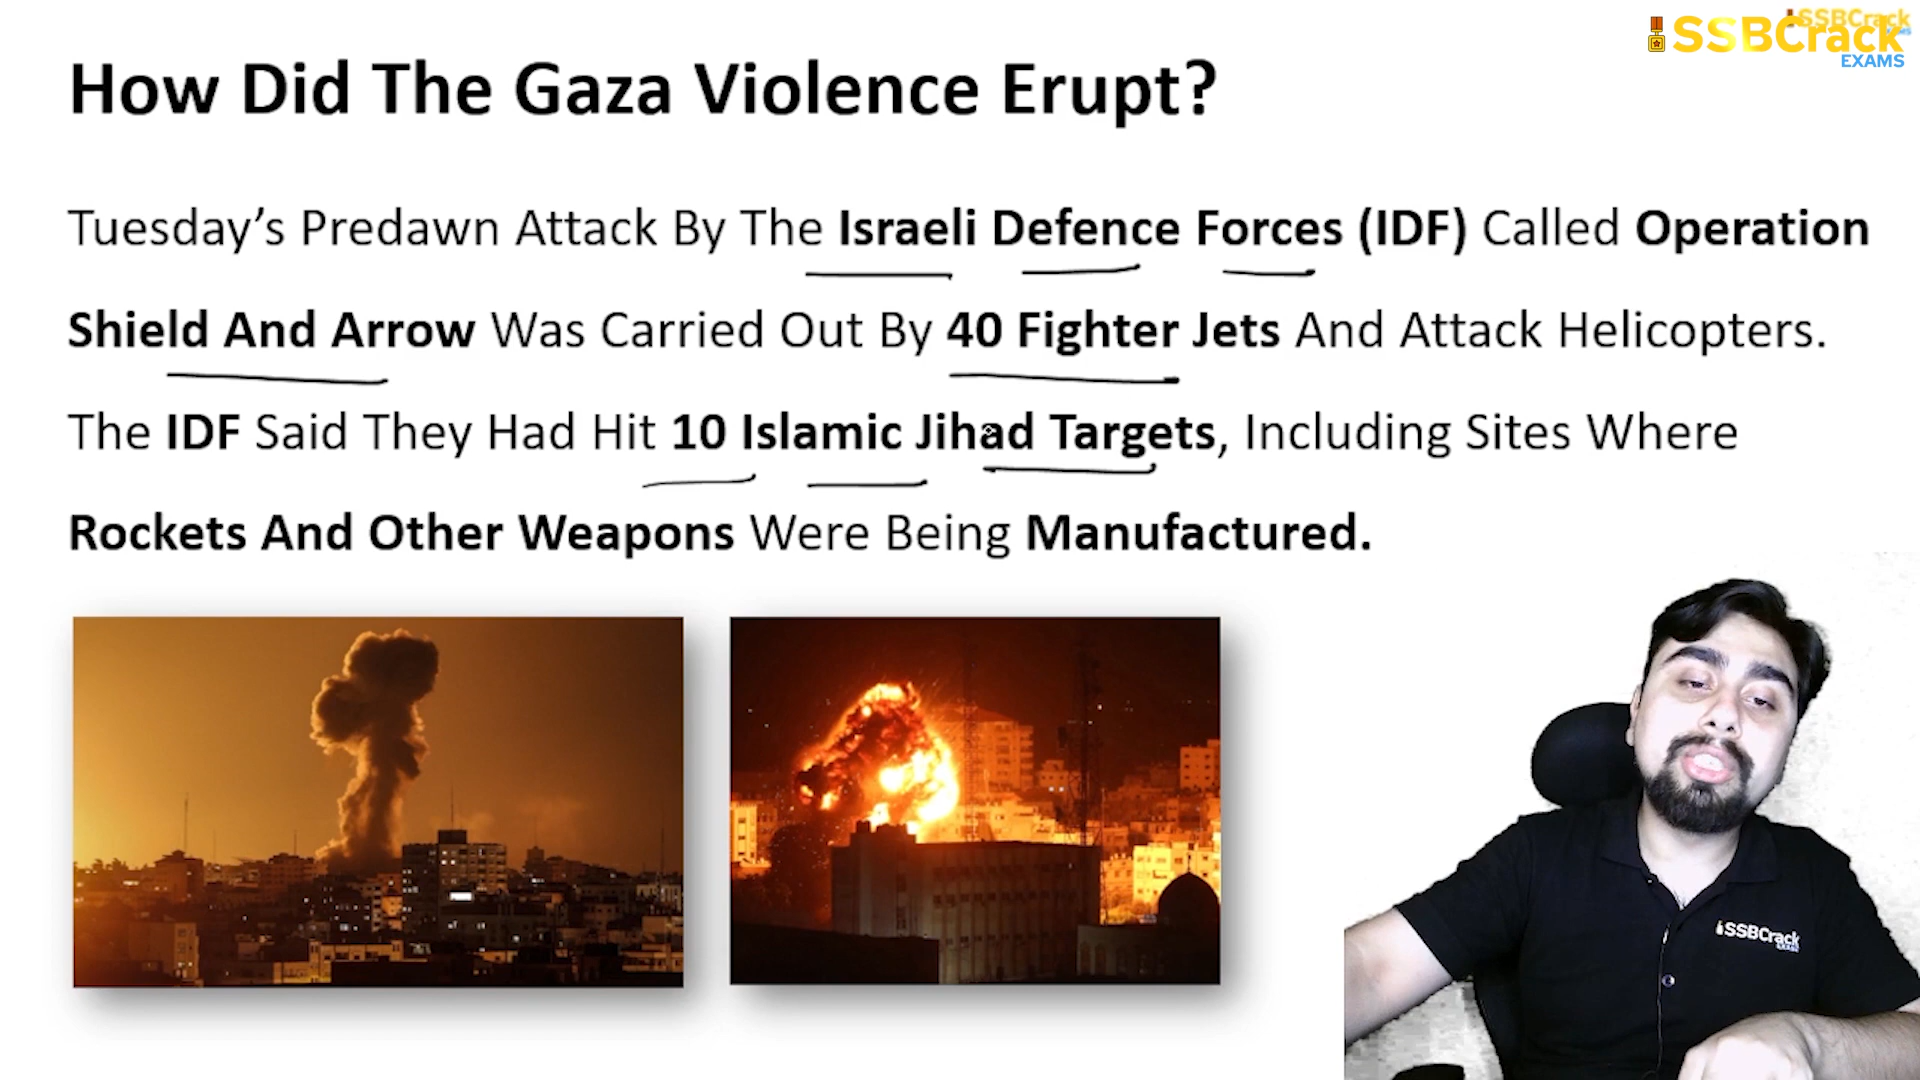 SSBCrack
SSBCrack
EXAMS
How Did The Gaza Violence Erupt?
Tuesday’s Predawn Attack By The Israeli Defence Forces (IDF) Called Operation
Shield And Arrow Was Carried Out By 40 Fighter Jets And Attack Helicopters.
The IDF Said They Had Hit 10 Islamic Jihad Targets, Including Sites Where
Rockets And Other Weapons Were Being Manufactured.
SSBCrack
EXAMS